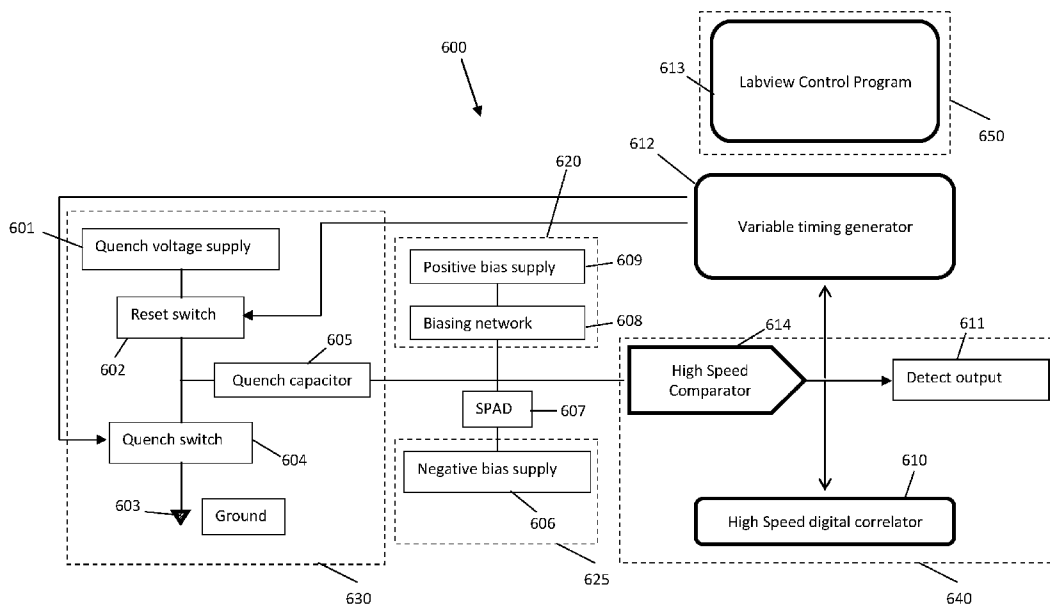 600
613
Labview Control Program
650
612
620
Variable timing generator
601
Quench voltage supply
Positive bias supply
609
Reset switch
Biasing network
608
602
605
614
611
Quench capacitor
High Speed
Comparator
Detect output
SPAD
607
Quench switch
604
Negative bias supply
606
603
Ground
610
High Speed digital correlator
630
625
640